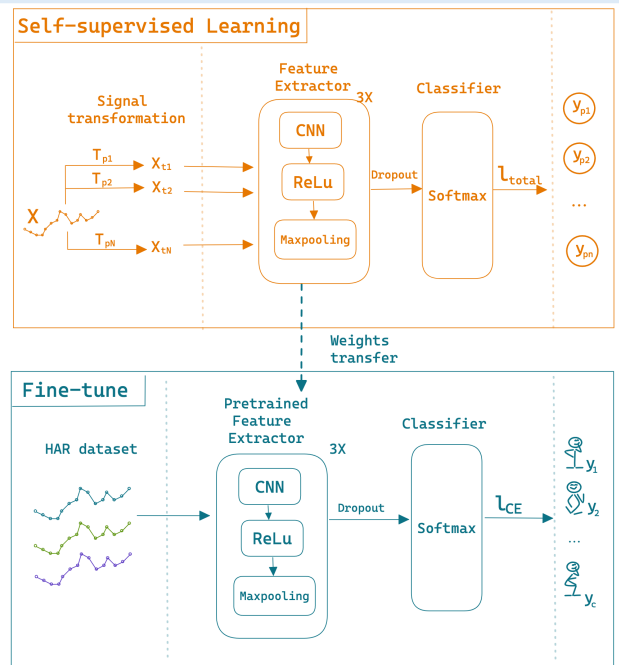 Self-supervised Learning
Signal
transformation
Feature
Extractor
3X
Classifier
X
Tp1
Xt1
Tp2
Xt2
TpN
XtN
CNN
ReLu
Maxpooling
Dropout
Softmax
ltotal
yp1
yp2
...
ypn
Weights
transfer
Fine-tune
HAR dataset
Pretrained
Feature
Extractor
3X
Classifier
CNN
ReLu
Maxpooling
Dropout
Softmax
lCE
y1
y2
...
yc